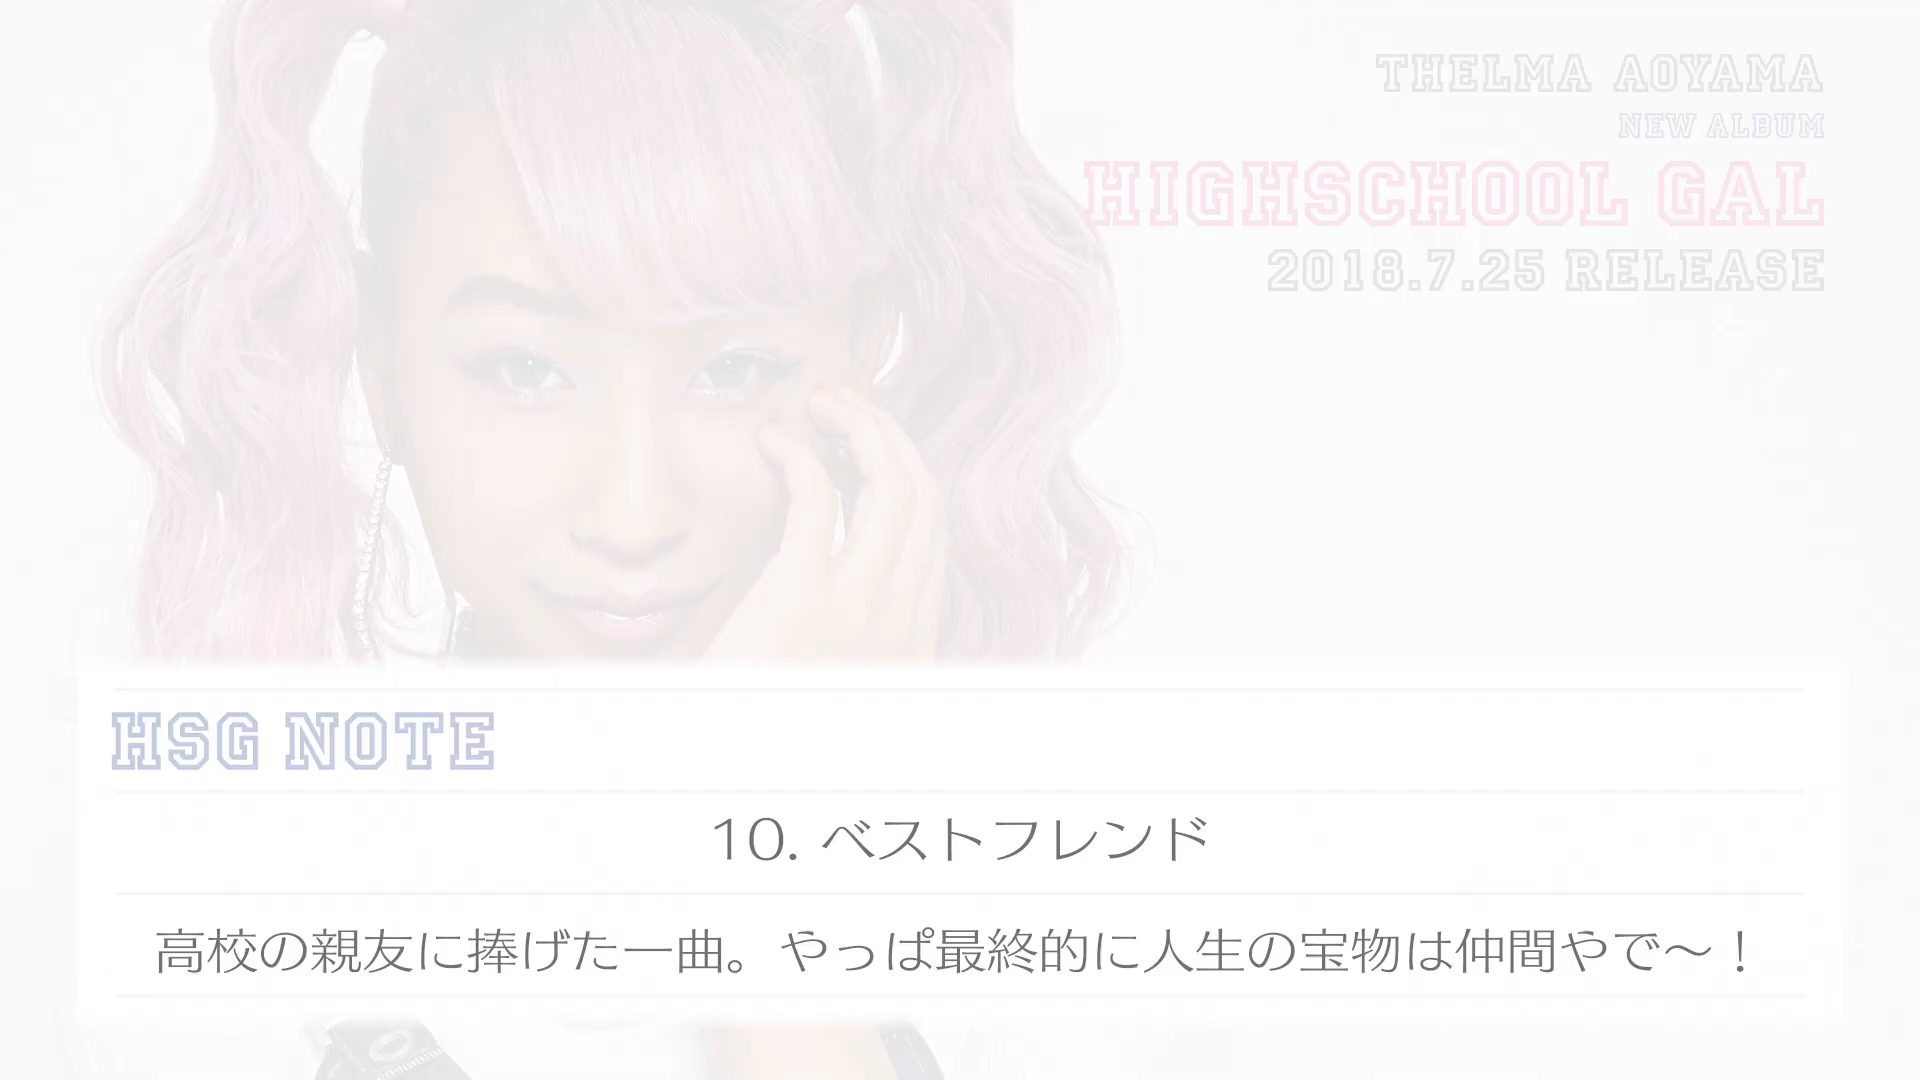 THELMA AOYAMA
NEW ALBUM
HIGHSCHOOL GAL
2018.7.25 RELEASE
HSG NOTE
10. ベストフレンド
高校の親友に捧げた一曲。やっぱ最終的に人生の宝物は仲間やで〜！